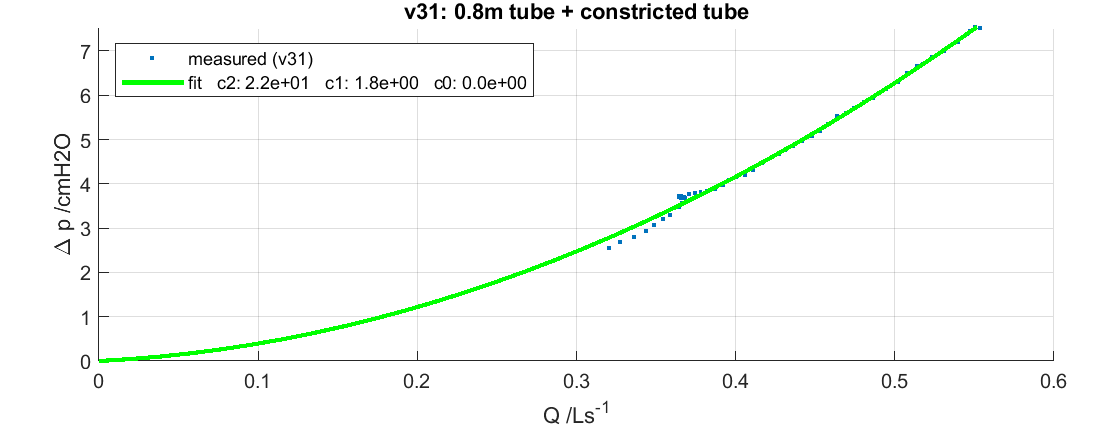 v31: 0.8m tube + constricted tube
measured (v31)
fit   c2: 2.2e+01   c1: 1.8e+00   c0: 0.0e+00
Δ p /cmH2O
7
6
5
4
3
2
1
0
0 0.1 0.2 0.3 0.4 0.5 0.6
Q /Ls⁻¹